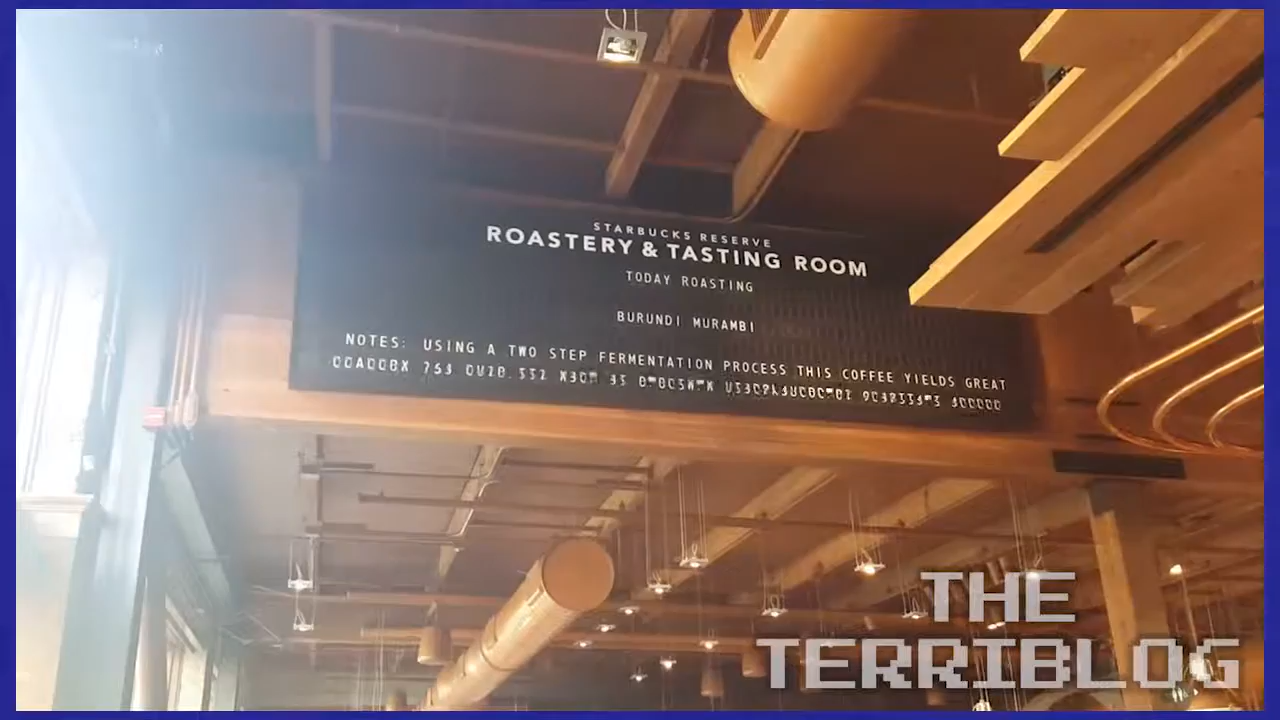 STARBUCKS RESERVE
ROASTERY & TASTING ROOM
TODAY ROASTING
BURUNDI MURAMBI
NOTES: USING A TWO STEP FERMENTATION PROCESS THIS COFFEE YIELDS GREAT
THE
TERRIBLOG